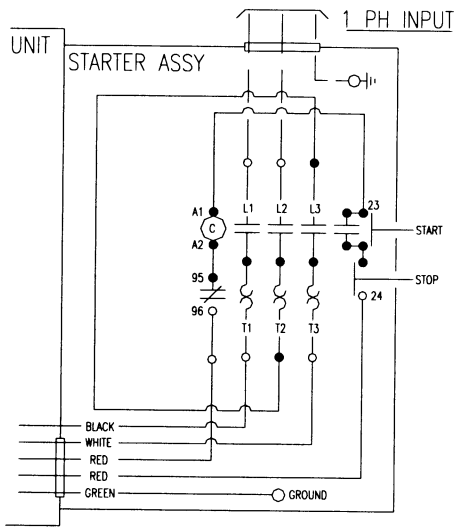 1 PH INPUT
UNIT
STARTER ASSY
A1
L1
L2
L3
23
C
START
A2
95
STOP
96
24
T1
T2
T3
BLACK
WHITE
RED
RED
GREEN
GROUND